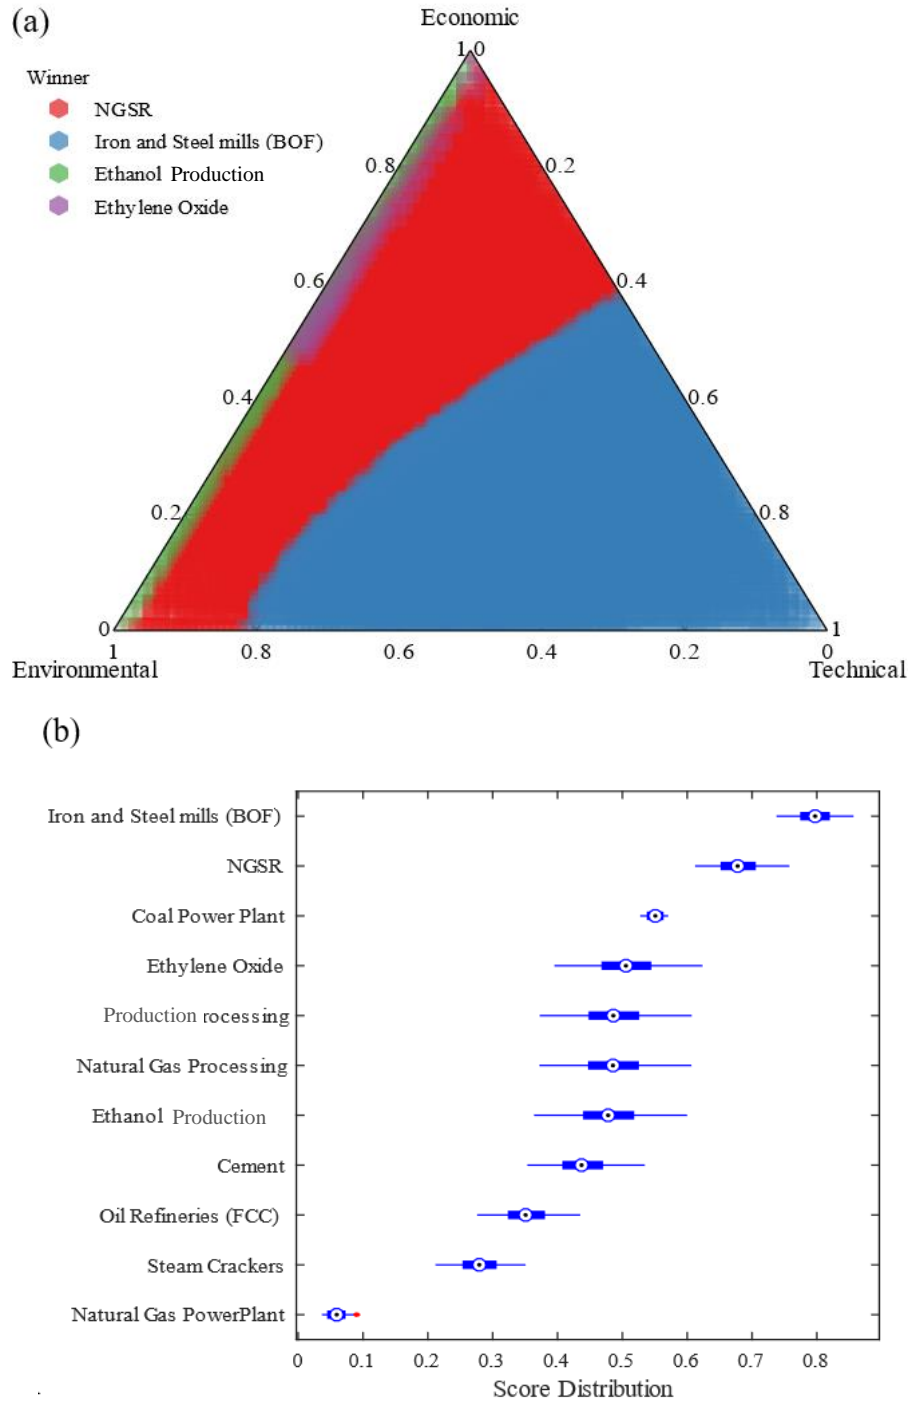 (a)
Economic
1.0
Winner
NGSR
Iron and Steel mills (BOF)
Ethanol Production
Ethylene Oxide
0.8
0.2
0.6
0.4
0.4
0.6
0.2
0.8
0
1
1
0.8
0.6
0.4
0.2
0
Environmental
Technical
(b)
Iron and Steel mills (BOF)
NGSR
Coal Power Plant
Ethylene Oxide
Production rocessing
Natural Gas Processing
Ethanol Production
Cement
Oil Refineries (FCC)
Steam Crackers
Natural Gas PowerPlant
0 0.1 0.2 0.3 0.4 0.5 0.6 0.7 0.8
Score Distribution